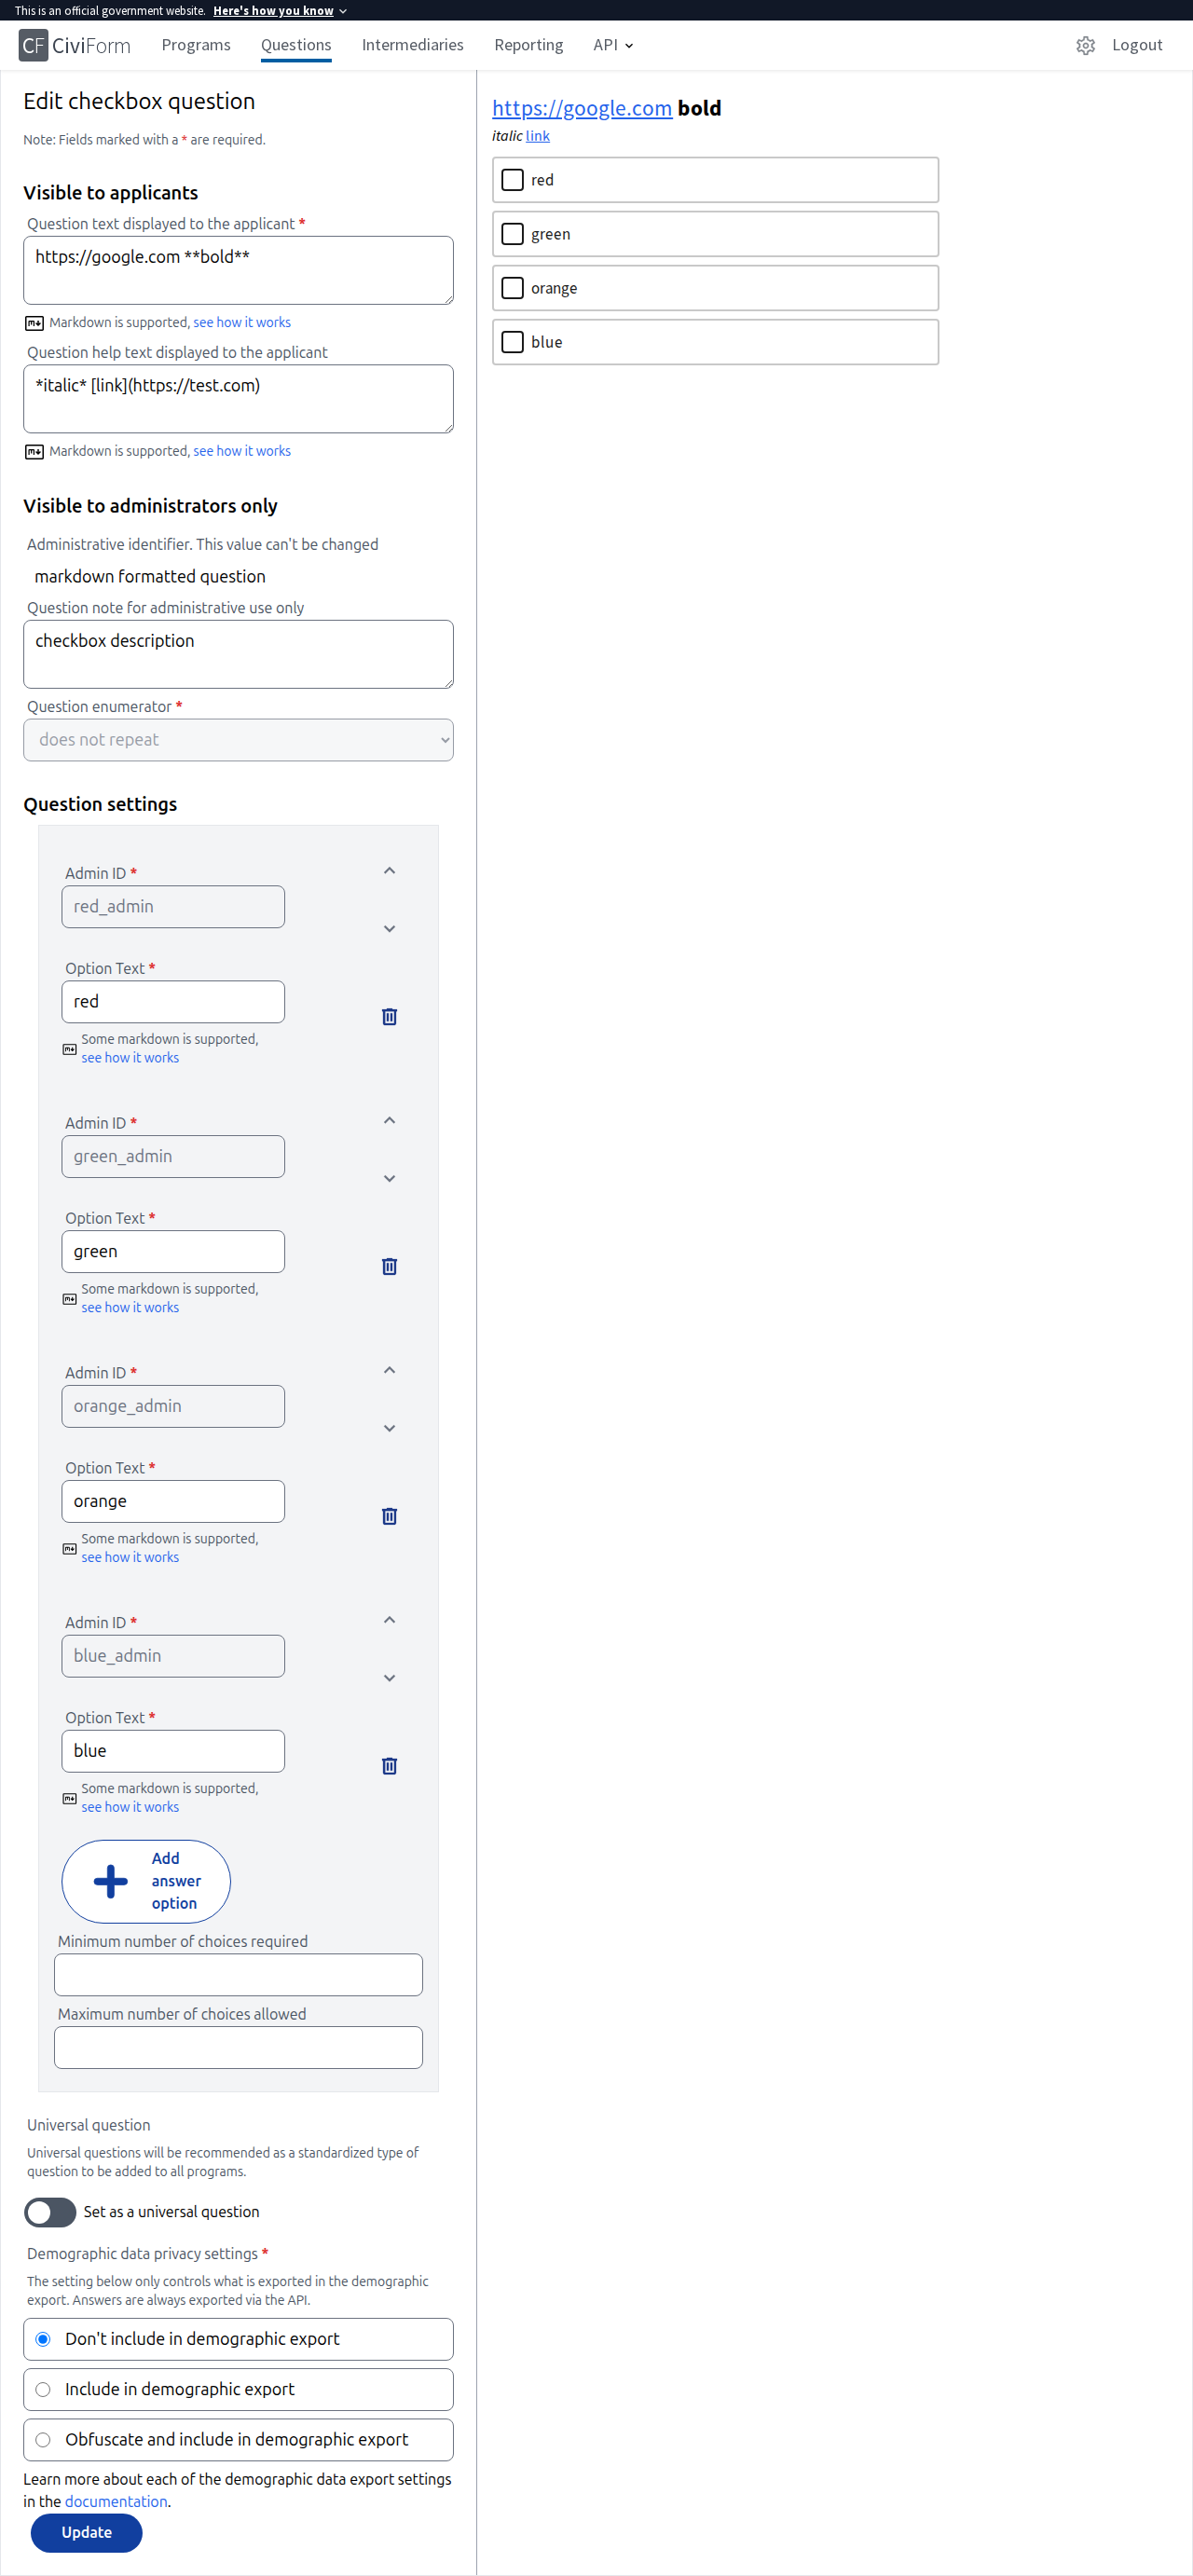 This is an official government website. Here's how you know
CF CiviForm Programs Questions Intermediaries Reporting API Logout
Edit checkbox question
Note: Fields marked with a * are required.
Visible to applicants
Question text displayed to the applicant *
https://google.com **bold**
Markdown is supported, see how it works
Question help text displayed to the applicant
*italic* [link](https://test.com)
Markdown is supported, see how it works
Visible to administrators only
Administrative identifier. This value can't be changed
markdown formatted question
Question note for administrative use only
checkbox description
Question enumerator *
does not repeat
Question settings
Admin ID *
red_admin
Option Text *
red
Some markdown is supported,
see how it works
Admin ID *
green_admin
Option Text *
green
Some markdown is supported,
see how it works
Admin ID *
orange_admin
Option Text *
orange
Some markdown is supported,
see how it works
Admin ID *
blue_admin
Option Text *
blue
Some markdown is supported,
see how it works
Add
answer
option
Minimum number of choices required
Maximum number of choices allowed
Universal question
Universal questions will be recommended as a standardized type of
question to be added to all programs.
Set as a universal question
Demographic data privacy settings *
The setting below only controls what is exported in the demographic
export. Answers are always exported via the API.
Don't include in demographic export
Include in demographic export
Obfuscate and include in demographic export
Learn more about each of the demographic data export settings
in the documentation.
Update
https://google.com bold
italic link
red
green
orange
blue